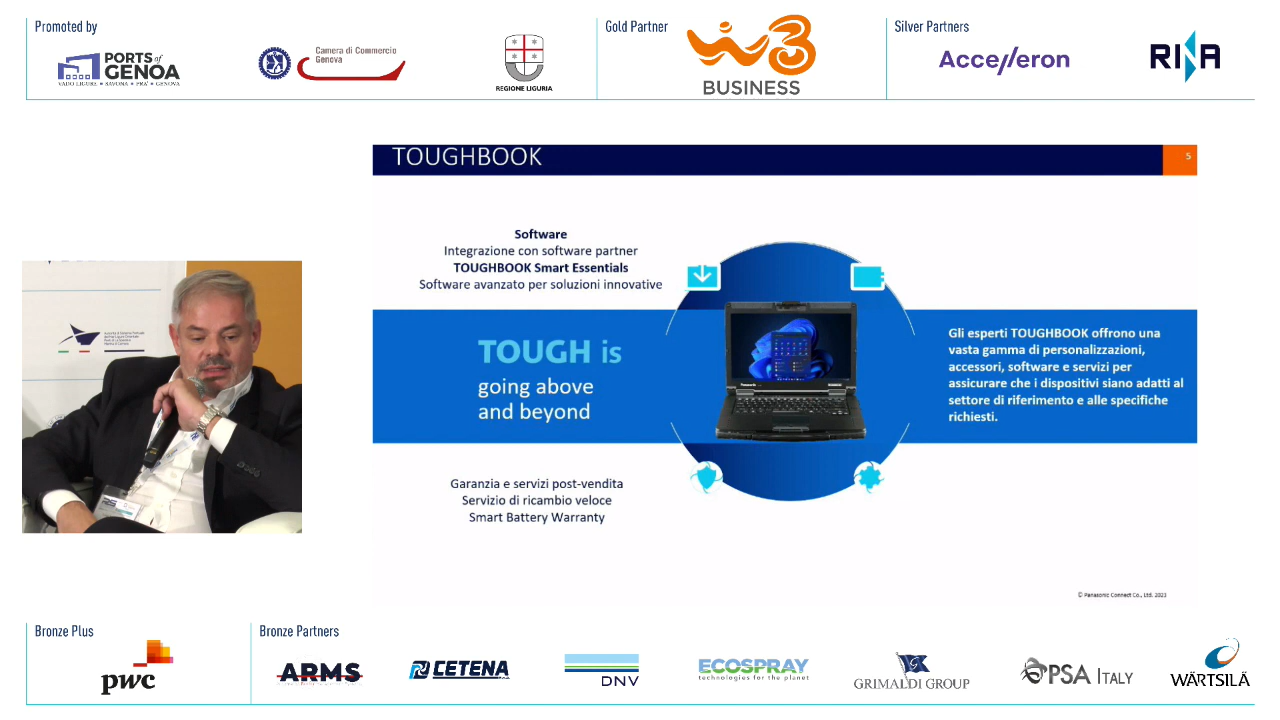 Promoted by
PORTS of
GENOA
VADO LIGURE • SAVONA • PRA' • GENOVA
Camera di Commercio
Genova
REGIONE LIGURIA
Gold Partner
W3
BUSINESS
Silver Partners
Accelleron
RINA
TOUGHBOOK
5
Software
Integrazione con software partner
TOUGHBOOK Smart Essentials
Software avanzato per soluzioni innovative
TOUGH is
going above
and beyond
Panasonic
Gli esperti TOUGHBOOK offrono una
vasta gamma di personalizzazioni,
accessori, software e servizi per
assicurare che i dispositivi siano adatti al
settore di riferimento e alle specifiche
richiesti.
Garanzia e servizi post-vendita
Servizio di ricambio veloce
Smart Battery Warranty
© Panasonic Connect Co., Ltd. 2023
Bronze Plus
pwc
Bronze Partners
ARMS
CETENA
DNV
ECOSPRAY
technologies for the planet
GRIMALDI GROUP
PSA ITALY
WÄRTSILÄ